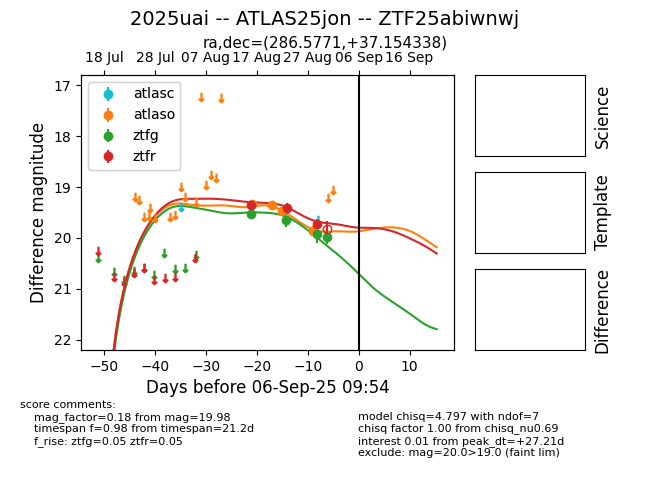 2025uai -- ATLAS25jon -- ZTF25abiwnwj
ra,dec=(286.5771,+37.154338)
18 Jul 28 Jul 07 Aug 17 Aug 27 Aug 06 Sep 16 Sep
atlasc
atlaso
ztfg
ztfr
17
18
19
20
21
22
Difference magnitude
−50 −40 −30 −20 −10 0 10
Days before 06-Sep-25 09:54
Science
Template
Difference
score comments:
mag_factor=0.18 from mag=19.98
timespan f=0.98 from timespan=21.2d
f_rise: ztfg=0.05 ztfr=0.05
model chisq=4.797 with ndof=7
chisq factor 1.00 from chisq_nu0.69
interest 0.01 from peak_dt=+27.21d
exclude: mag=20.0>19.0 (faint lim)